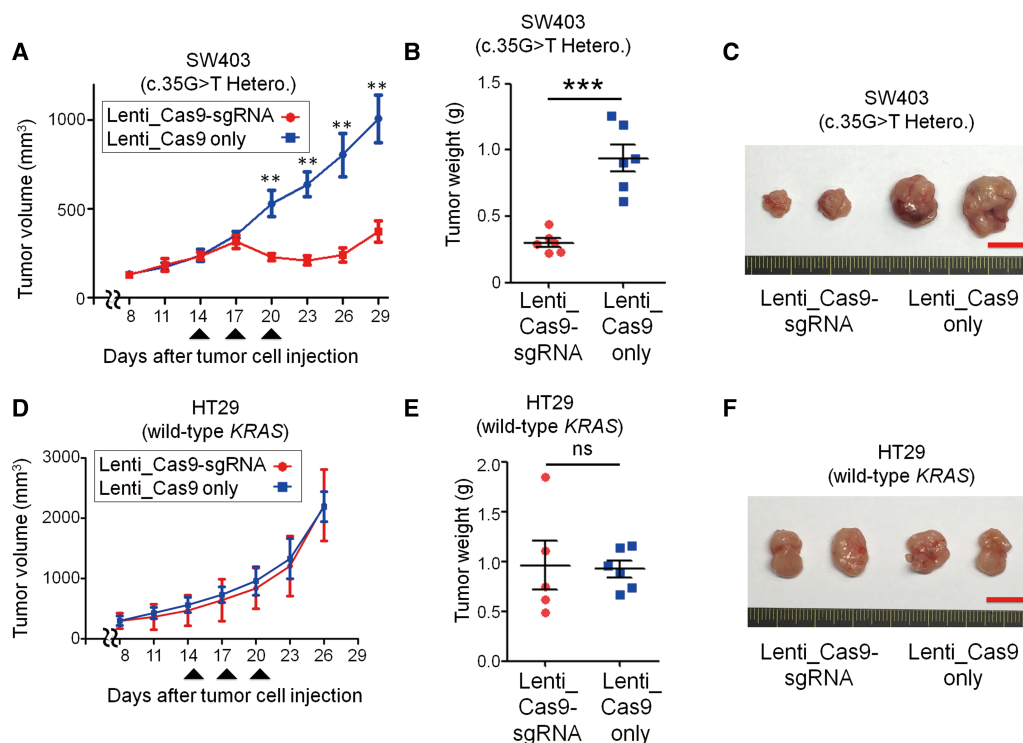 A
SW403
(c.35G>T Hetero.)
Lenti_Cas9-sgRNA
Lenti_Cas9 only
**
**
**
**
Tumor volume (mm³)
1000
500
0
8 11 14 17 20 23 26 29
Days after tumor cell injection
B
SW403
(c.35G>T Hetero.)
***
Tumor weight (g)
1.5
1.0
0.5
0.0
Lenti_
Cas9-
sgRNA
Lenti_
Cas9
only
C
SW403
(c.35G>T Hetero.)
Lenti_Cas9-
sgRNA
Lenti_Cas9
only
D
HT29
(wild-type KRAS)
Lenti_Cas9-sgRNA
Lenti_Cas9 only
Tumor volume (mm³)
3000
2000
1000
0
8 11 14 17 20 23 26 29
Days after tumor cell injection
E
HT29
(wild-type KRAS)
ns
Tumor weight (g)
2.0
1.5
1.0
0.5
0.0
Lenti_
Cas9-
sgRNA
Lenti_
Cas9
only
F
HT29
(wild-type KRAS)
Lenti_Cas9-
sgRNA
Lenti_Cas9
only